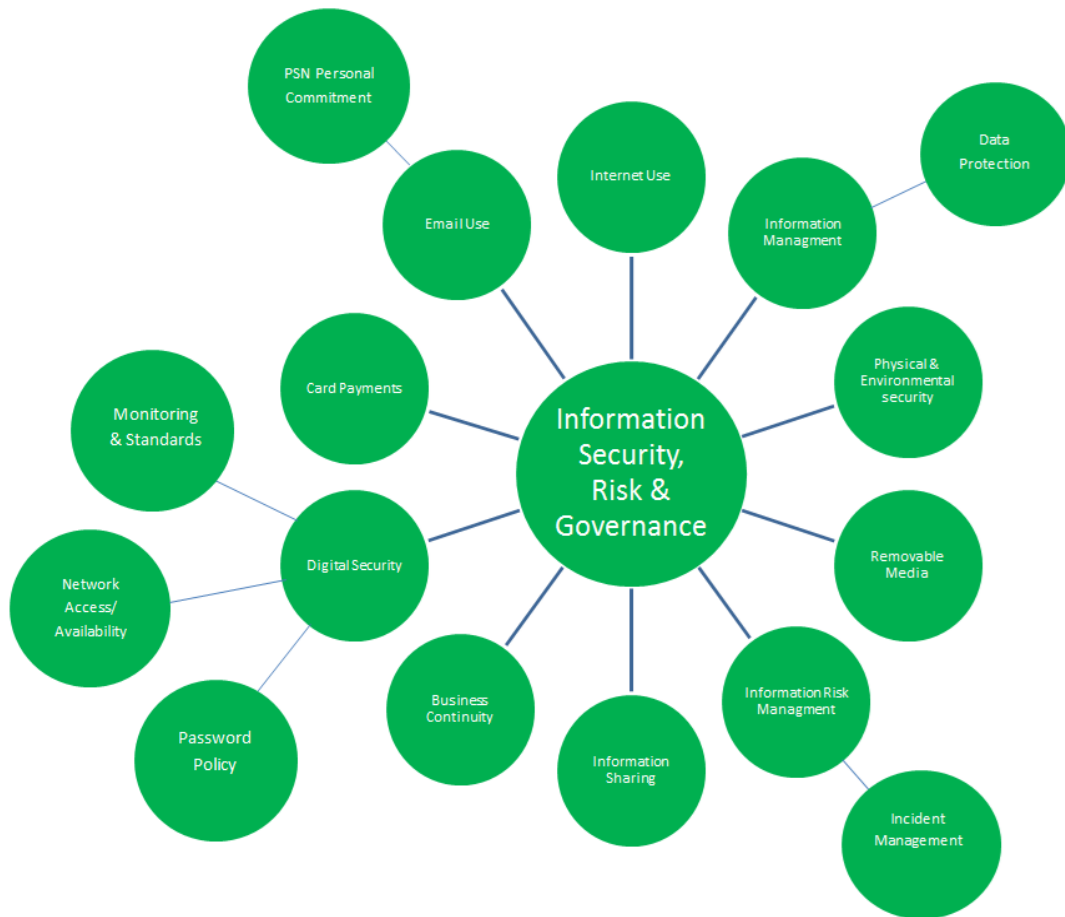 PSN Personal
Commitment
Internet Use
Data
Protection
Email Use
Information
Managment
Card Payments
Physical &
Environmental
security
Monitoring
& Standards
Information
Security,
Risk &
Governance
Digital Security
Removable
Media
Network
Access/
Availability
Business
Continuity
Information Risk
Managment
Password
Policy
Information
Sharing
Incident
Management